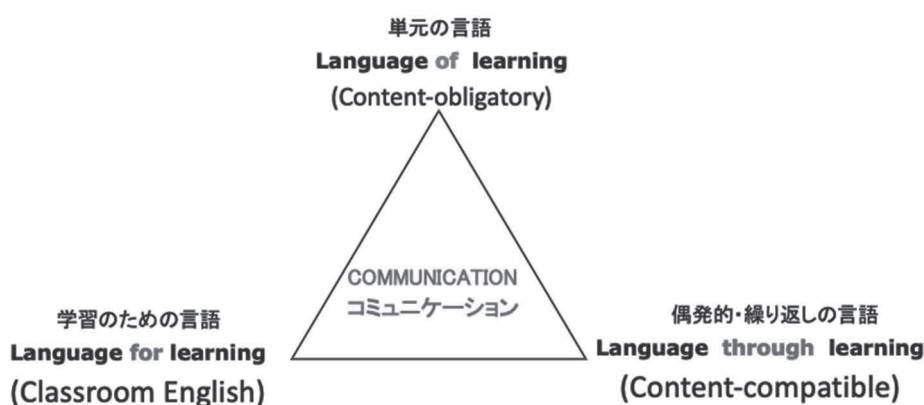 単元の言語
Language of learning
(Content-obligatory)
COMMUNICATION
コミュニケーション
学習のための言語
Language for learning
(Classroom English)
偶発的・繰り返しの言語
Language through learning
(Content-compatible)